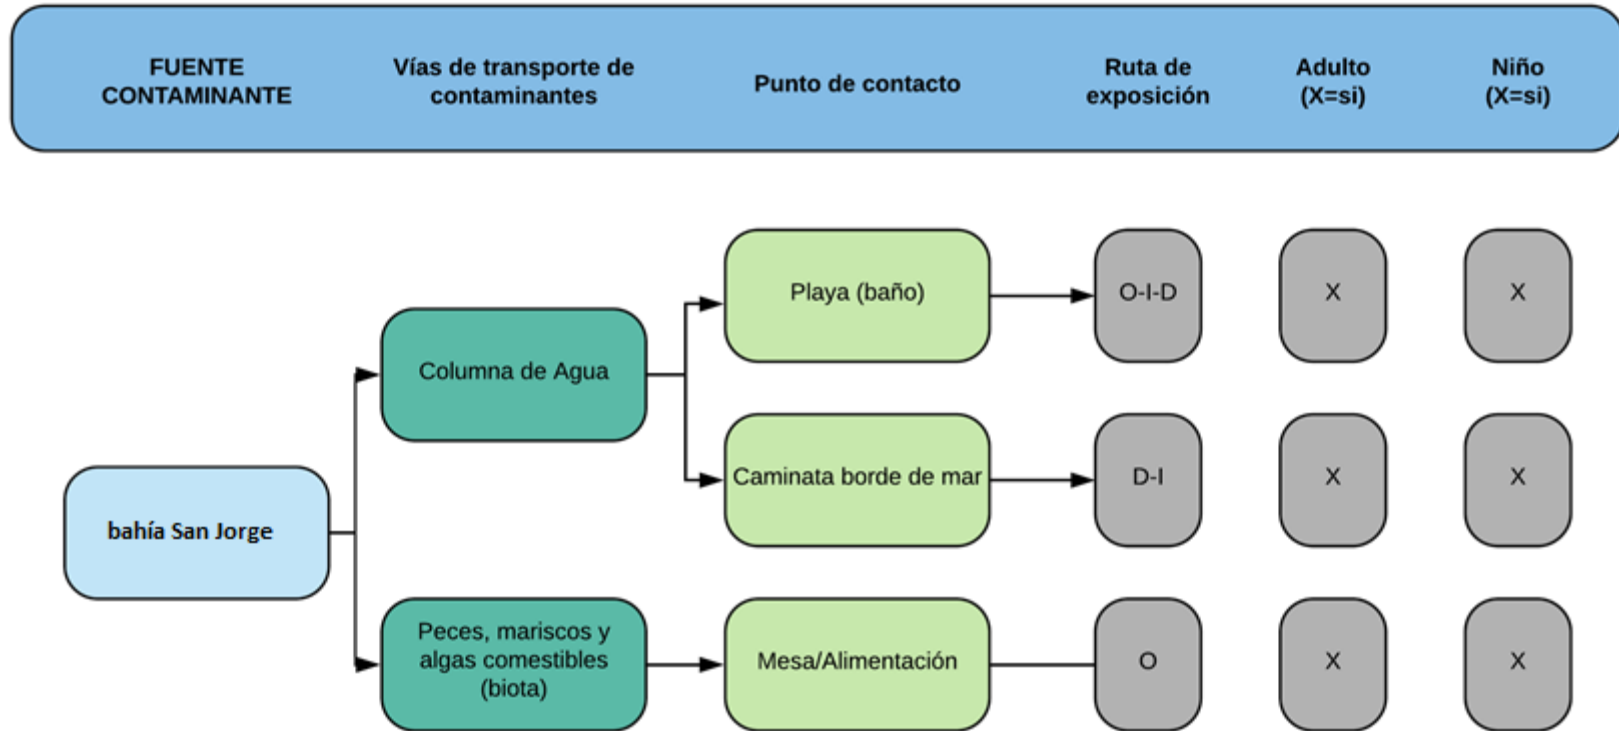 FUENTE
CONTAMINANTE
Vías de transporte de
contaminantes
Punto de contacto
Ruta de
exposición
Adulto
(X=si)
Niño
(X=si)
Playa (baño)
O-I-D
X
X
Columna de Agua
Caminata borde de mar
D-I
X
X
bahía San Jorge
Peces, mariscos y
algas comestibles
(biota)
Mesa/Alimentación
O
X
X